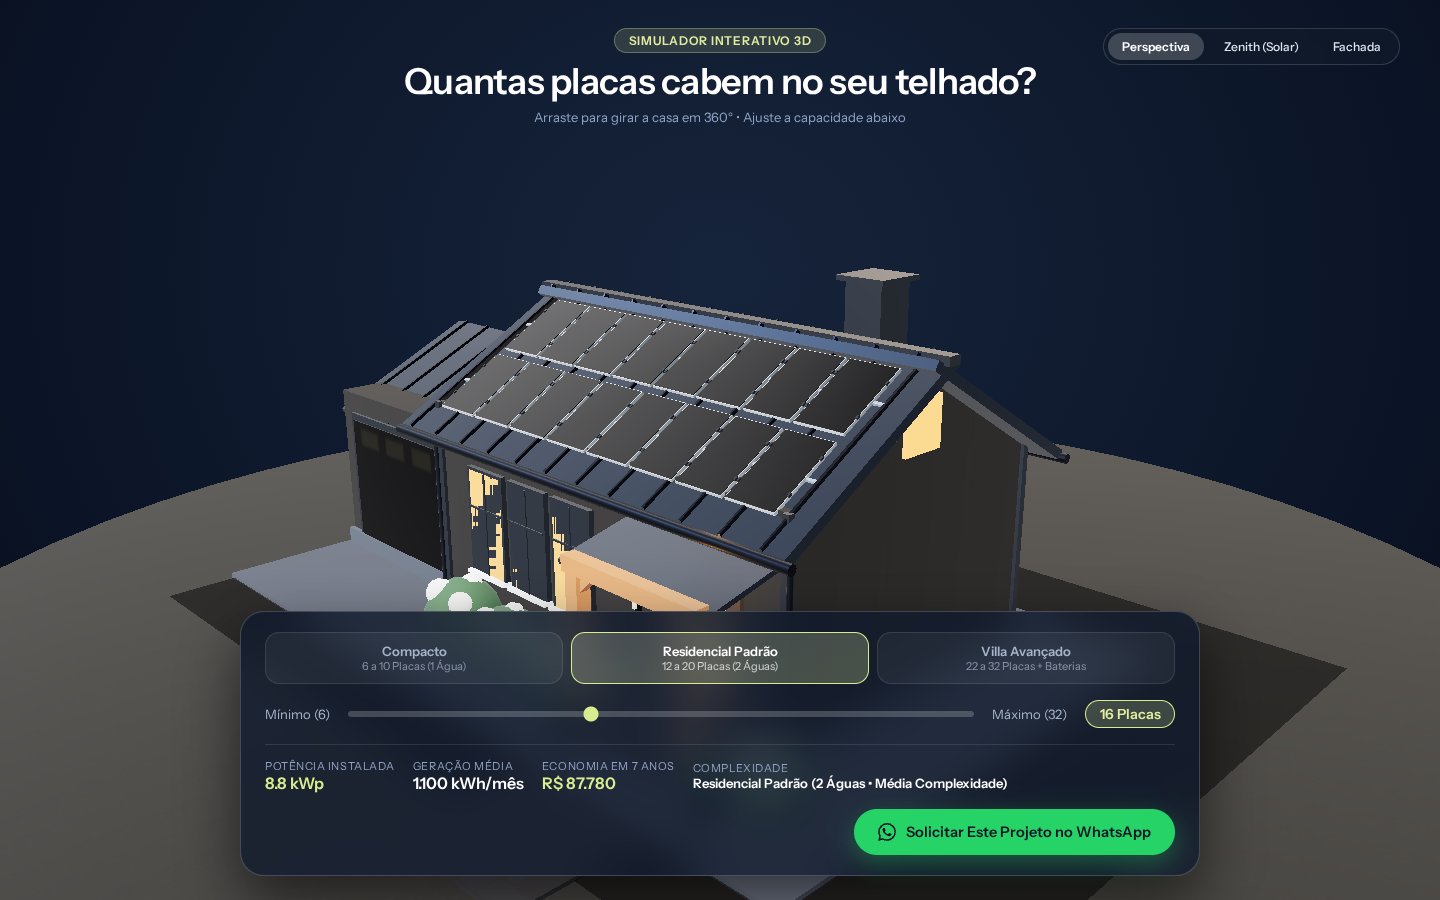 SIMULADOR INTERATIVO 3D
Quantas placas cabem no seu telhado?
Arraste para girar a casa em 360° • Ajuste a capacidade abaixo
Perspectiva
Zenith (Solar)
Fachada
Compacto
6 a 10 Placas (1 Água)
Residencial Padrão
12 a 20 Placas (2 Águas)
Villa Avançado
22 a 32 Placas + Baterias
Mínimo (6)
Máximo (32)
16 Placas
POTÊNCIA INSTALADA
8.8 kWp
GERAÇÃO MÉDIA
1.100 kWh/mês
ECONOMIA EM 7 ANOS
R$ 87.780
COMPLEXIDADE
Residencial Padrão (2 Águas • Média Complexidade)
Solicitar Este Projeto no WhatsApp